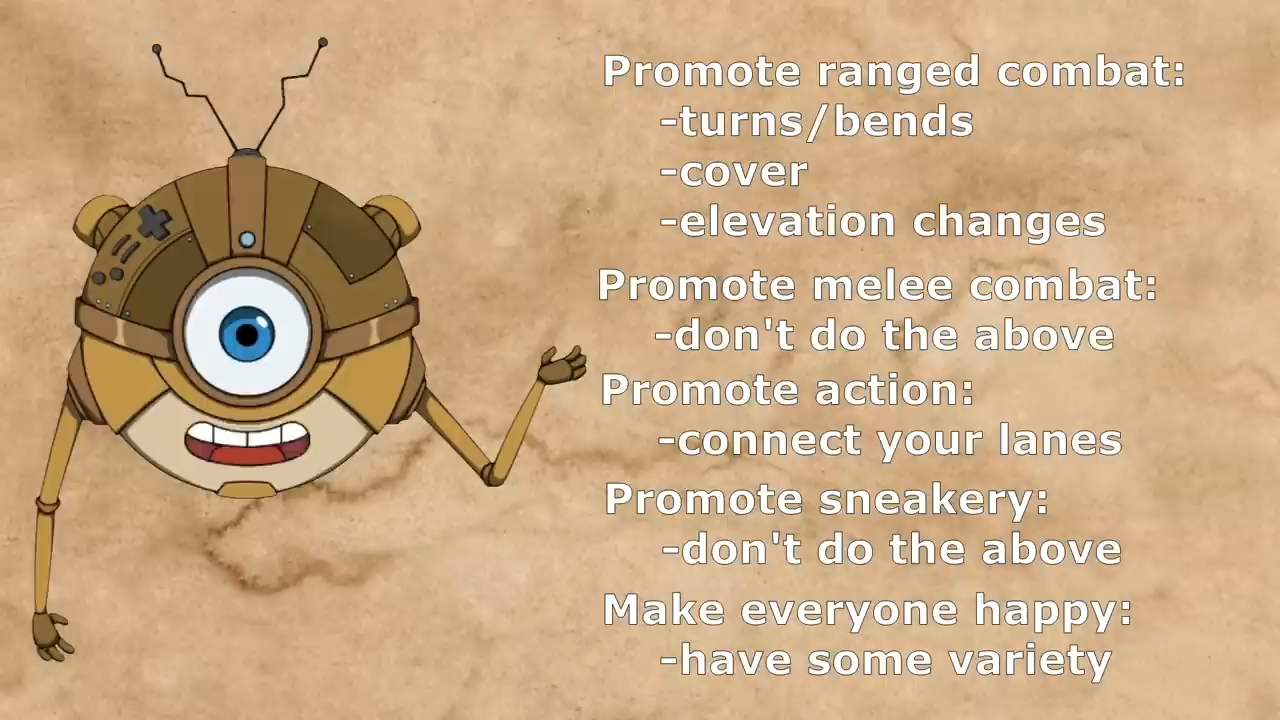 Promote ranged combat:
-turns/bends
-cover
-elevation changes
Promote melee combat:
-don't do the above
Promote action:
-connect your lanes
Promote sneakery:
-don't do the above
Make everyone happy:
-have some variety